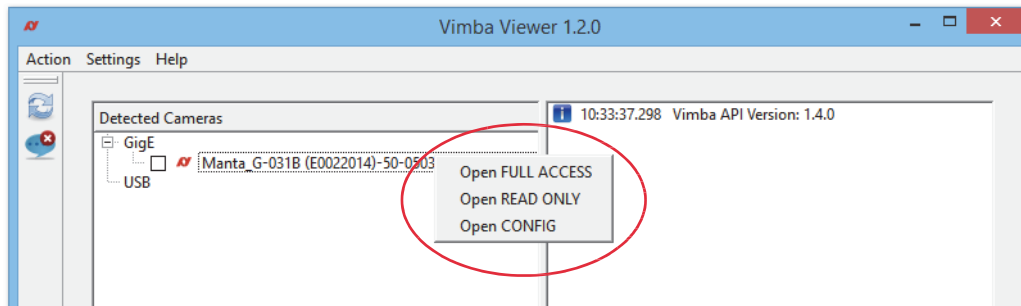 Vimba Viewer 1.2.0
Action Settings Help
Detected Cameras
10:33:37.298 Vimba API Version: 1.4.0
GigE
Manta_G-031B (E0022014)-50-0503
Open FULL ACCESS
USB
Open READ ONLY
Open CONFIG